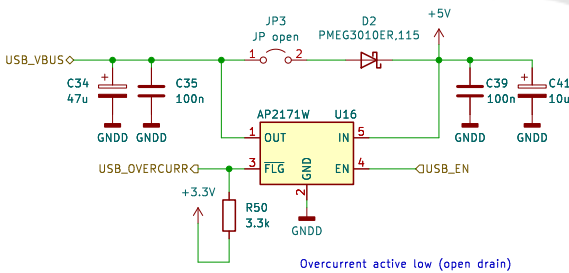 JP3
JP open
D2
PMEG3010ER,115
+5V
USB_VBUS
1
2
C34
47u
C35
100n
C39
100n
C41
10u
GNDD
GNDD
GNDD
GNDD
AP2171W
U16
1
OUT
IN
5
USB_OVERCURR
3
FLG
GND
EN
4
USB_EN
2
+3.3V
R50
3.3k
GNDD
Overcurrent active low (open drain)